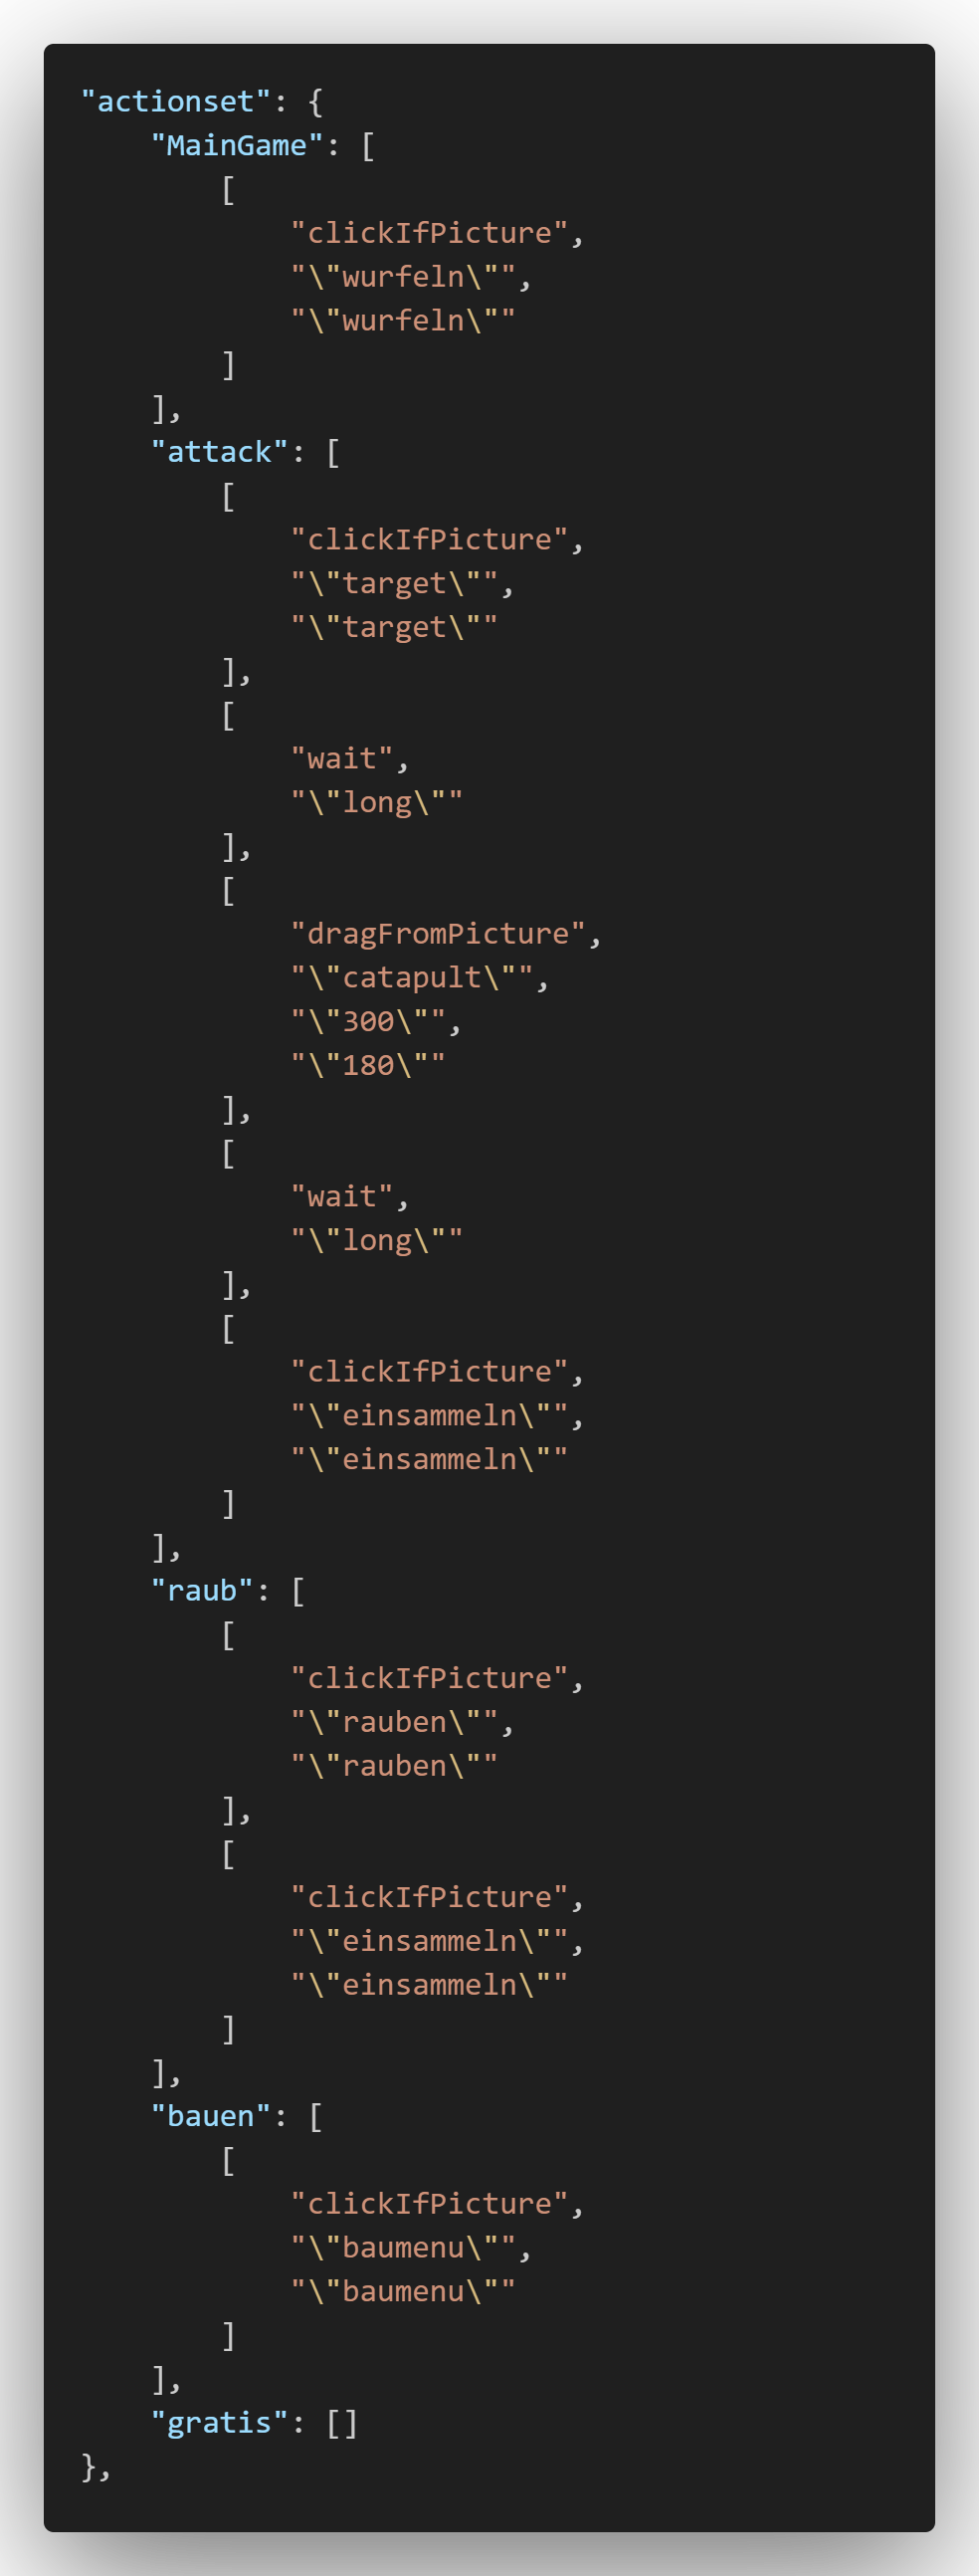 "actionset": {
    "MainGame": [
        [
            "clickIfPicture",
            "\"wurfeln\"",
            "\"wurfeln\""
        ]
    ],
    "attack": [
        [
            "clickIfPicture",
            "\"target\"",
            "\"target\""
        ],
        [
            "wait",
            "\"long\""
        ],
        [
            "dragFromPicture",
            "\"catapult\"",
            "\"300\"",
            "\"180\""
        ],
        [
            "wait",
            "\"long\""
        ],
        [
            "clickIfPicture",
            "\"einsammeln\"",
            "\"einsammeln\""
        ]
    ],
    "raub": [
        [
            "clickIfPicture",
            "\"rauben\"",
            "\"rauben\""
        ],
        [
            "clickIfPicture",
            "\"einsammeln\"",
            "\"einsammeln\""
        ]
    ],
    "bauen": [
        [
            "clickIfPicture",
            "\"baumenu\"",
            "\"baumenu\""
        ]
    ],
    "gratis": []
},